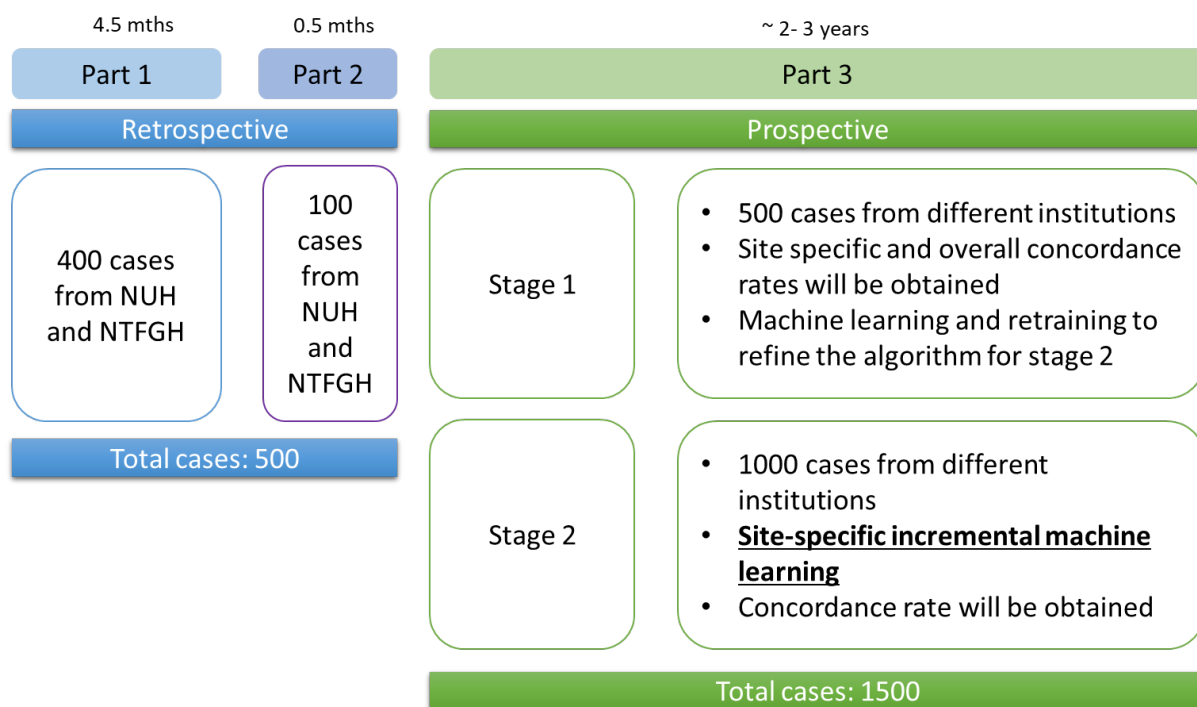 4.5 mths
0.5 mths
~ 2- 3 years
Part 1
Part 2
Part 3
Retrospective
Prospective
400 cases
from NUH
and NTFGH
100
cases
from
NUH
and
NTFGH
Stage 1
• 500 cases from different institutions
• Site specific and overall concordance
rates will be obtained
• Machine learning and retraining to
refine the algorithm for stage 2
Total cases: 500
Stage 2
• 1000 cases from different
institutions
• Site-specific incremental machine
learning
• Concordance rate will be obtained
Total cases: 1500